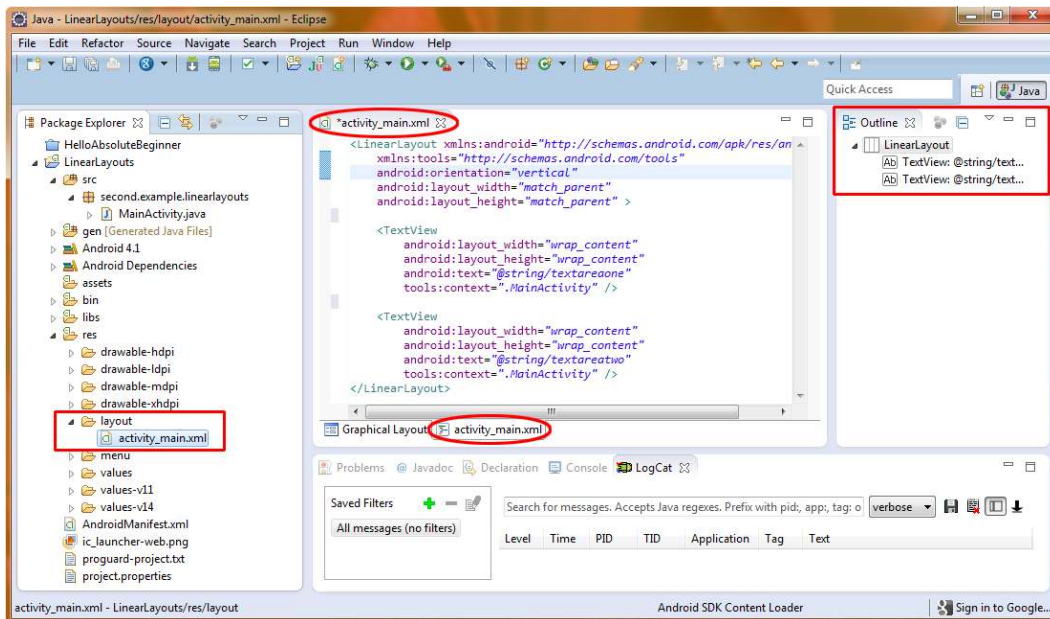 Java - LinearLayouts/res/layout/activity_main.xml - Eclipse
File Edit Refactor Source Navigate Search Project Run Window Help
Quick Access
Java
Package Explorer
HelloAbsoluteBeginner
LinearLayouts
src
second.example.linearlayouts
MainActivity.java
gen [Generated Java Files]
Android 4.1
Android Dependencies
assets
bin
libs
res
drawable-hdpi
drawable-ldpi
drawable-mdpi
drawable-xhdpi
layout
activity_main.xml
menu
values
values-v11
values-v14
AndroidManifest.xml
ic_launcher-web.png
proguard-project.txt
project.properties
*activity_main.xml
<LinearLayout xmlns:android="http://schemas.android.com/apk/res/an
xmlns:tools="http://schemas.android.com/tools"
android:orientation="vertical"
android:layout_width="match_parent"
android:layout_height="match_parent" >
<TextView
android:layout_width="wrap_content"
android:layout_height="wrap_content"
android:text="@string/textareaone"
tools:context=".MainActivity" />
<TextView
android:layout_width="wrap_content"
android:layout_height="wrap_content"
android:text="@string/textareatwo"
tools:context=".MainActivity" />
</LinearLayout>
Graphical Layout activity_main.xml
Outline
LinearLayout
Ab TextView: @string/text...
Ab TextView: @string/text...
Problems @ Javadoc Declaration Console LogCat
Saved Filters
All messages (no filters)
Search for messages. Accepts Java regexes. Prefix with pid:, app:, tag: o
verbose
Level Time PID TID Application Tag Text
activity_main.xml - LinearLayouts/res/layout
Android SDK Content Loader
Sign in to Google...